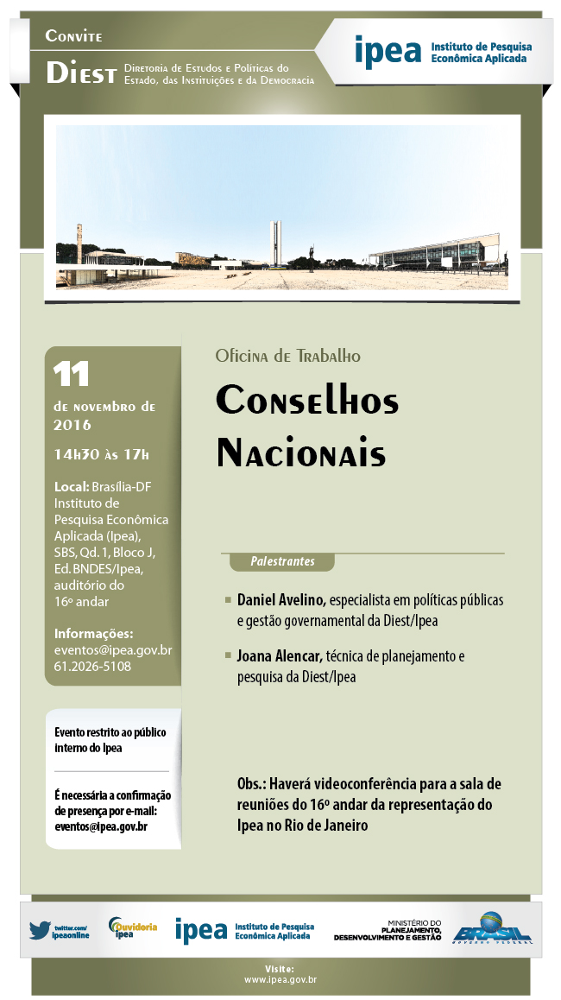 Convite
Diest Diretoria de Estudos e Políticas do
Estado, das Instituições e da Democracia
ipea Instituto de Pesquisa
Econômica Aplicada
11
de novembro de
2016
14h30 às 17h
Local: Brasília-DF
Instituto de
Pesquisa Econômica
Aplicada (Ipea),
SBS, Qd. 1, Bloco J,
Ed. BNDES/Ipea,
auditório do
16º andar
Informações:
eventos@ipea.gov.br
61.2026-5108
Evento restrito ao público
interno do Ipea
É necessária a confirmação
de presença por e-mail:
eventos@ipea.gov.br
Oficina de Trabalho
Conselhos
Nacionais
Palestrantes
Daniel Avelino, especialista em políticas públicas
e gestão governamental da Diest/Ipea
Joana Alencar, técnica de planejamento e
pesquisa da Diest/Ipea
Obs.: Haverá videoconferência para a sala de
reuniões do 16º andar da representação do
Ipea no Rio de Janeiro
twitter.com/
ipeaonline
Ouvidoria
ipea
ipea Instituto de Pesquisa
Econômica Aplicada
MINISTÉRIO DO
PLANEJAMENTO,
DESENVOLVIMENTO E GESTÃO
BRASIL
GOVERNO FEDERAL
Visite:
www.ipea.gov.br